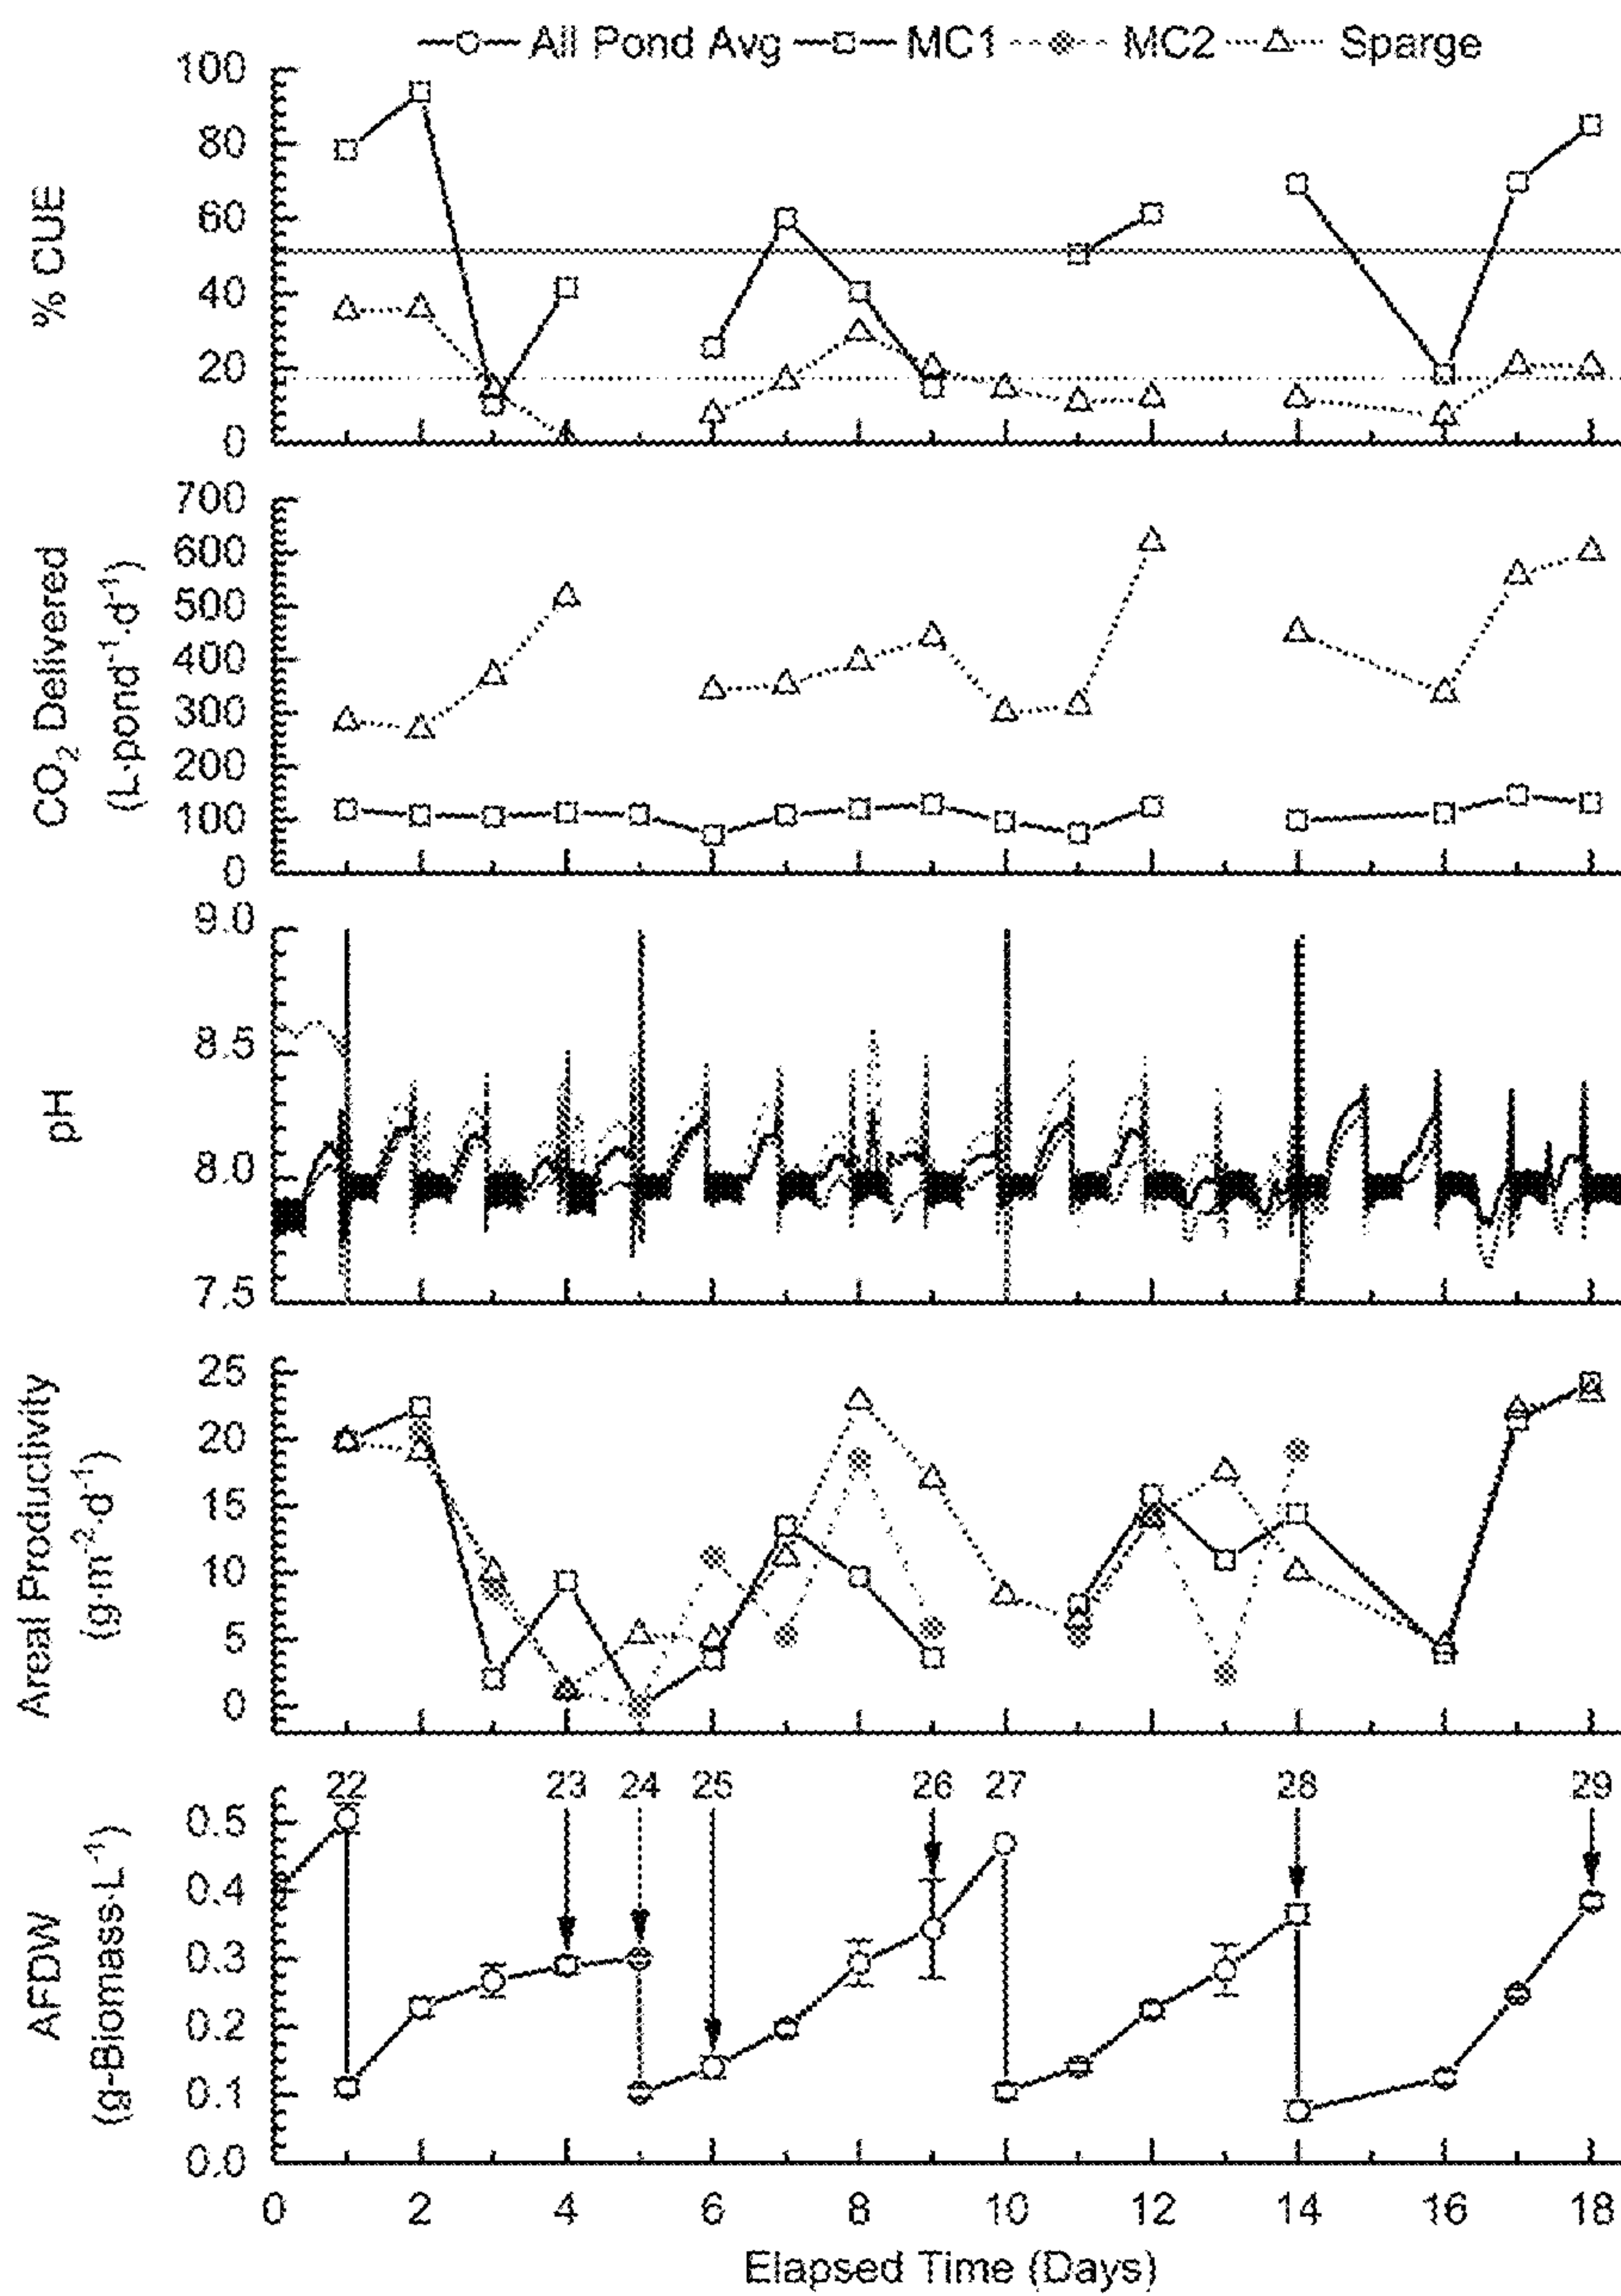 All Pond Avg MC1 MC2 Sparge
100
80
60
40
20
0
% CUE
700
600
500
400
300
200
100
0
CO₂ Delivered
(L·pond⁻¹·d⁻¹)
9.0
8.5
8.0
7.5
pH
25
20
15
10
5
0
Areal Productivity
(g·m⁻²·d⁻¹)
22 23 24 25 26 27 28 29
0.5
0.4
0.3
0.2
0.1
0.0
AFDW
(g-Biomass·L⁻¹)
0 2 4 6 8 10 12 14 16 18
Elapsed Time (Days)